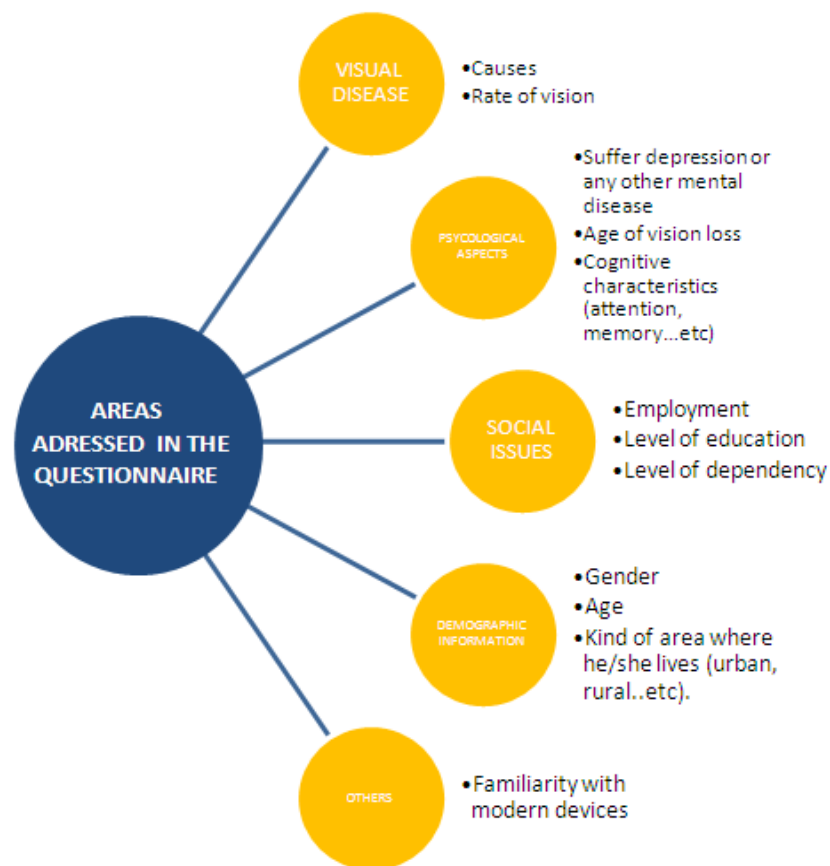 VISUAL
DISEASE
•Causes
•Rate of vision
PSYCOLOGICAL
ASPECTS
•Suffer depression or
any other mental
disease
•Age of vision loss
•Cognitive
characteristics
(attention,
memory...etc)
AREAS
ADRESSED IN THE
QUESTIONNAIRE
SOCIAL
ISSUES
•Employment
•Level of education
•Level of dependency
DEMOGRAPHIC
INFORMATION
•Gender
•Age
•Kind of area where
he/she lives (urban,
rural..etc).
OTHERS
•Familiarity with
modern devices